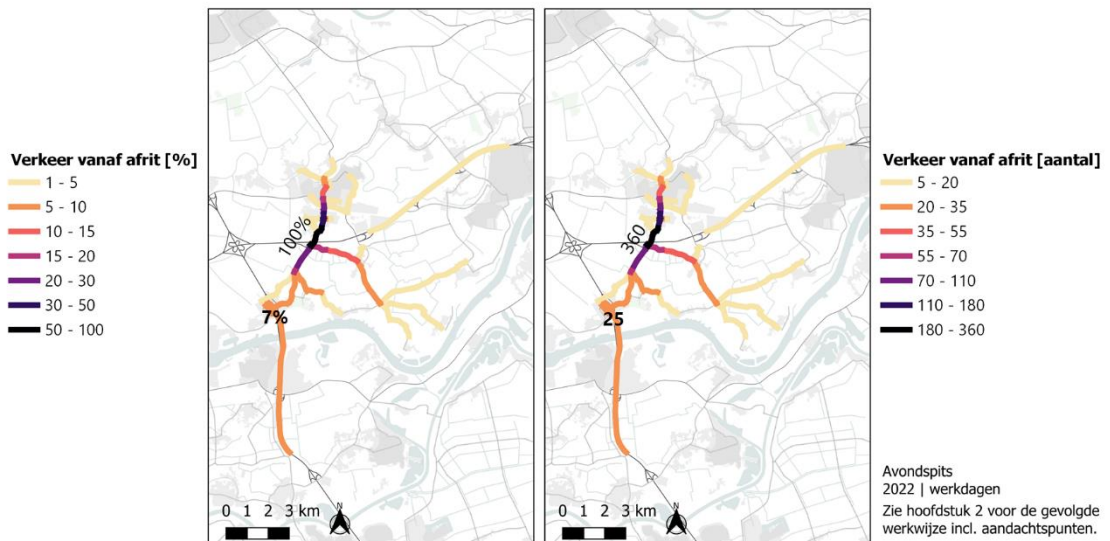 Verkeer vanaf afrit [%]
1 - 5
5 - 10
10 - 15
15 - 20
20 - 30
30 - 50
50 - 100
100%
7%
0 1 2 3 km
N
360
25
0 1 2 3 km
N
Verkeer vanaf afrit [aantal]
5 - 20
20 - 35
35 - 55
55 - 70
70 - 110
110 - 180
180 - 360
Avondspits
2022 | werkdagen
Zie hoofdstuk 2 voor de gevolgde
werkwijze incl. aandachtspunten.